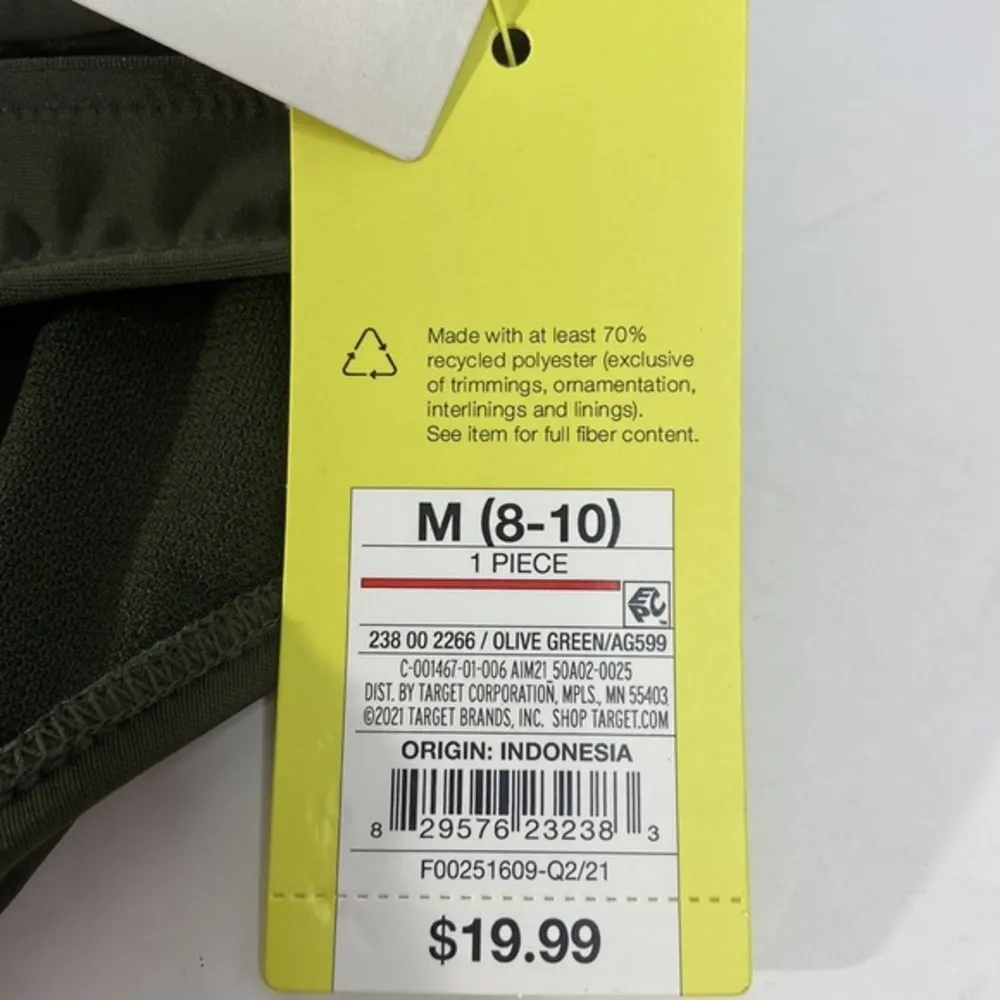 Made with at least 70%
recycled polyester (exclusive
of trimmings, ornamentation,
interlinings and linings).
See item for full fiber content.
M (8-10)
1 PIECE
EPC™
238 00 2266 / OLIVE GREEN/AG599
C-001467-01-006 AIM21_50A02-0025
DIST. BY TARGET CORPORATION, MPLS., MN 55403
©2021 TARGET BRANDS, INC. SHOP TARGET.COM
ORIGIN: INDONESIA
8 29576 23238 3
F00251609-Q2/21
$19.99